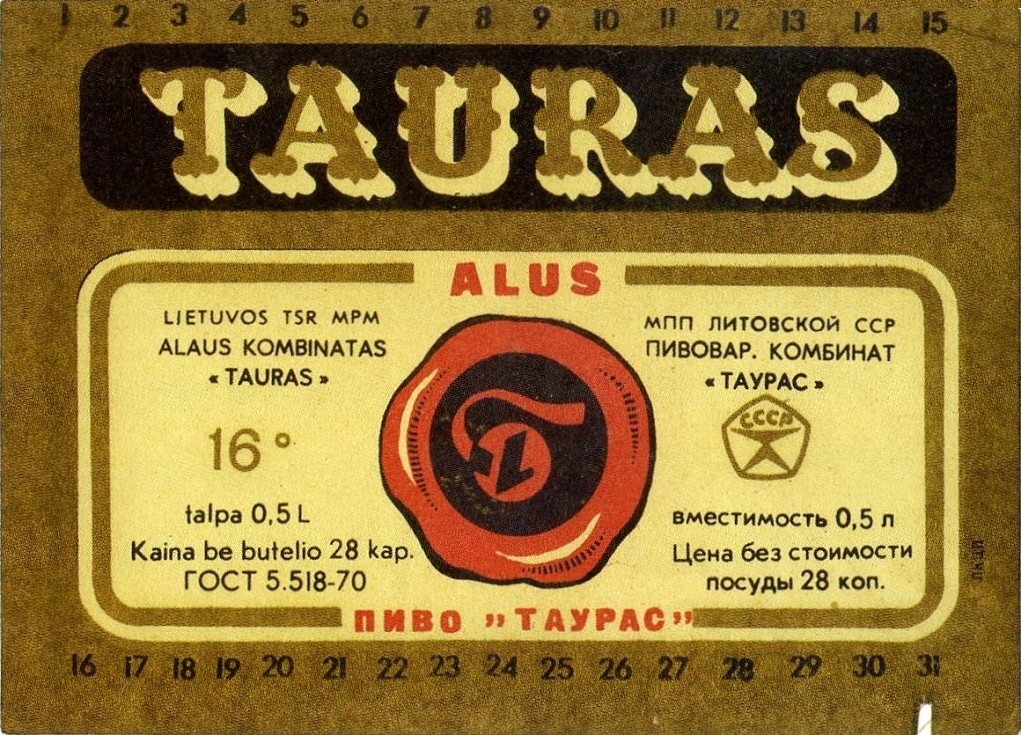 1 2 3 4 5 6 7 8 9 10 11 12 13 14 15
TAURAS
ALUS
LIETUVOS TSR MPM
ALAUS KOMBINATAS
« TAURAS »
16°
talpa 0,5 L
Kaina be butelio 28 kap.
ГОСТ 5.518-70
МПП ЛИТОВСКОЙ ССР
ПИВОВАР. КОМБИНАТ
« ТАУРАС »
СССР
вместимость 0,5 л
Цена без стоимости
посуды 28 коп.
ПИВО „ТАУРАС”
16 17 18 19 20 21 22 23 24 25 26 27 28 29 30 31